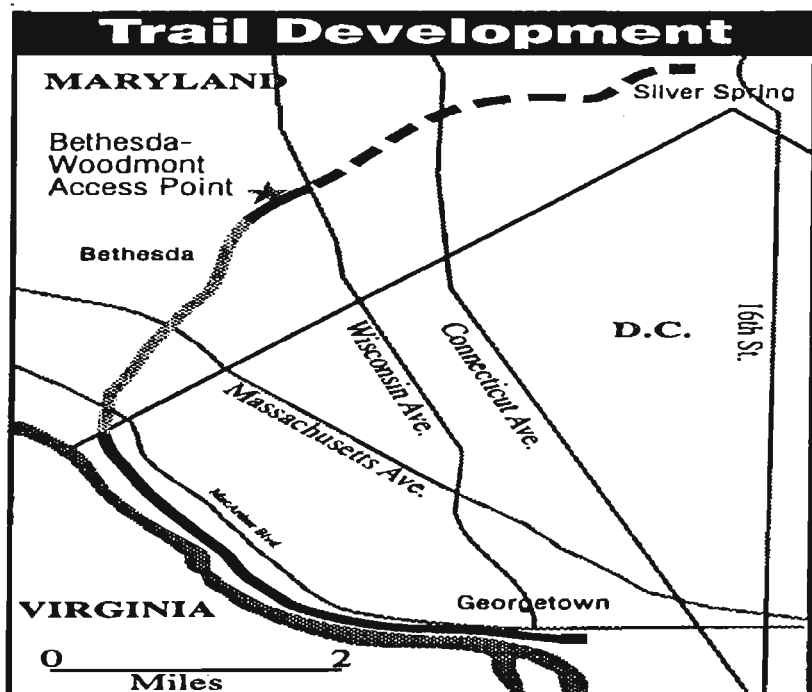 Trail Development
MARYLAND
Silver Spring
Bethesda-
Woodmont
Access Point
Bethesda
D.C.
16th St.
Wisconsin Ave.
Connecticut Ave.
Massachusetts Ave.
MacArthur Blvd.
Georgetown
VIRGINIA
0 2
Miles